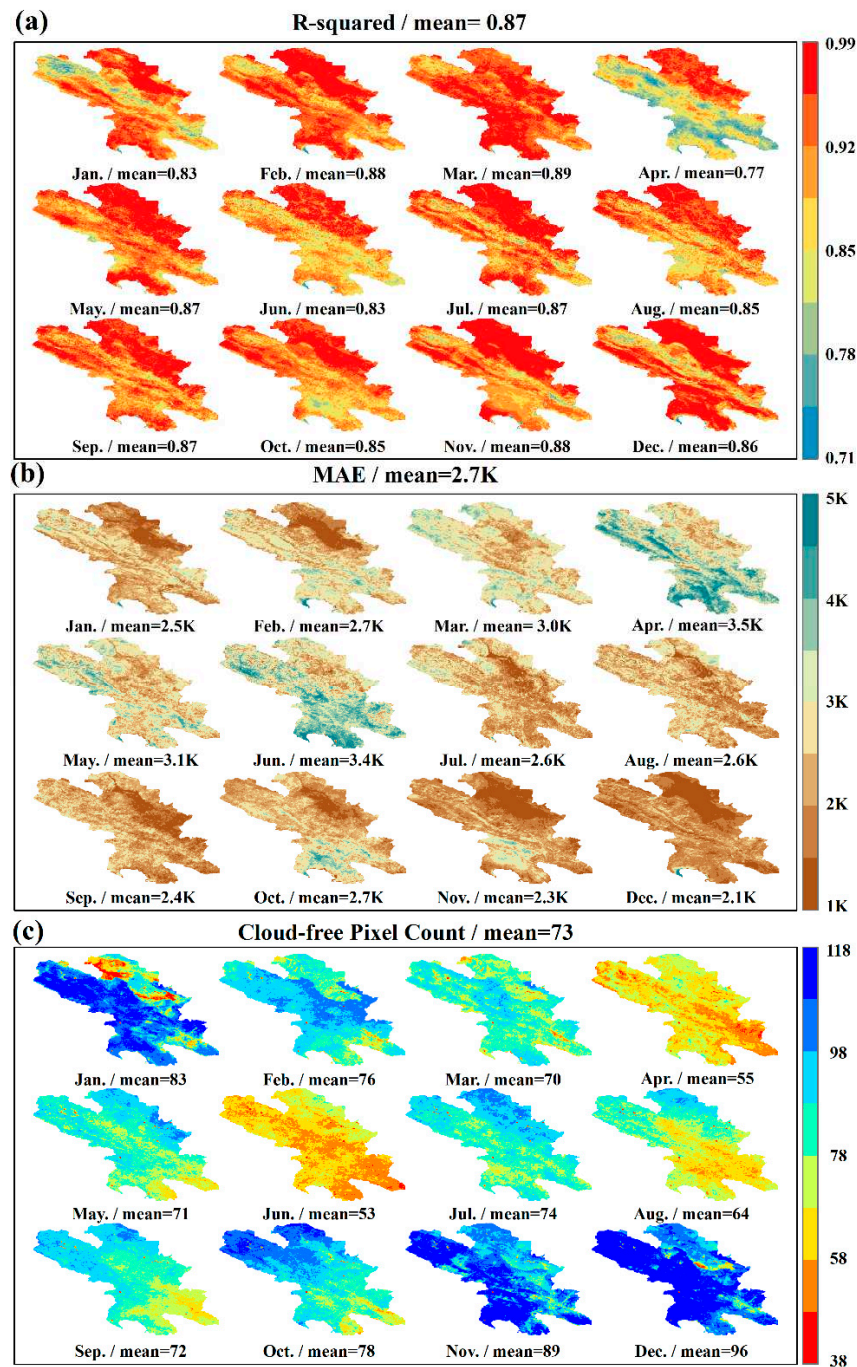 (a) R-squared / mean= 0.87
0.99
0.92
0.85
0.78
0.71
Jan. / mean=0.83 Feb. / mean=0.88 Mar. / mean=0.89 Apr. / mean=0.77
May. / mean=0.87 Jun. / mean=0.83 Jul. / mean=0.87 Aug. / mean=0.85
Sep. / mean=0.87 Oct. / mean=0.85 Nov. / mean=0.88 Dec. / mean=0.86
(b) MAE / mean=2.7K
5K
4K
3K
2K
1K
Jan. / mean=2.5K Feb. / mean=2.7K Mar. / mean= 3.0K Apr. / mean=3.5K
May. / mean=3.1K Jun. / mean=3.4K Jul. / mean=2.6K Aug. / mean=2.6K
Sep. / mean=2.4K Oct. / mean=2.7K Nov. / mean=2.3K Dec. / mean=2.1K
(c) Cloud-free Pixel Count / mean=73
118
98
78
58
38
Jan. / mean=83 Feb. / mean=76 Mar. / mean=70 Apr. / mean=55
May. / mean=71 Jun. / mean=53 Jul. / mean=74 Aug. / mean=64
Sep. / mean=72 Oct. / mean=78 Nov. / mean=89 Dec. / mean=96